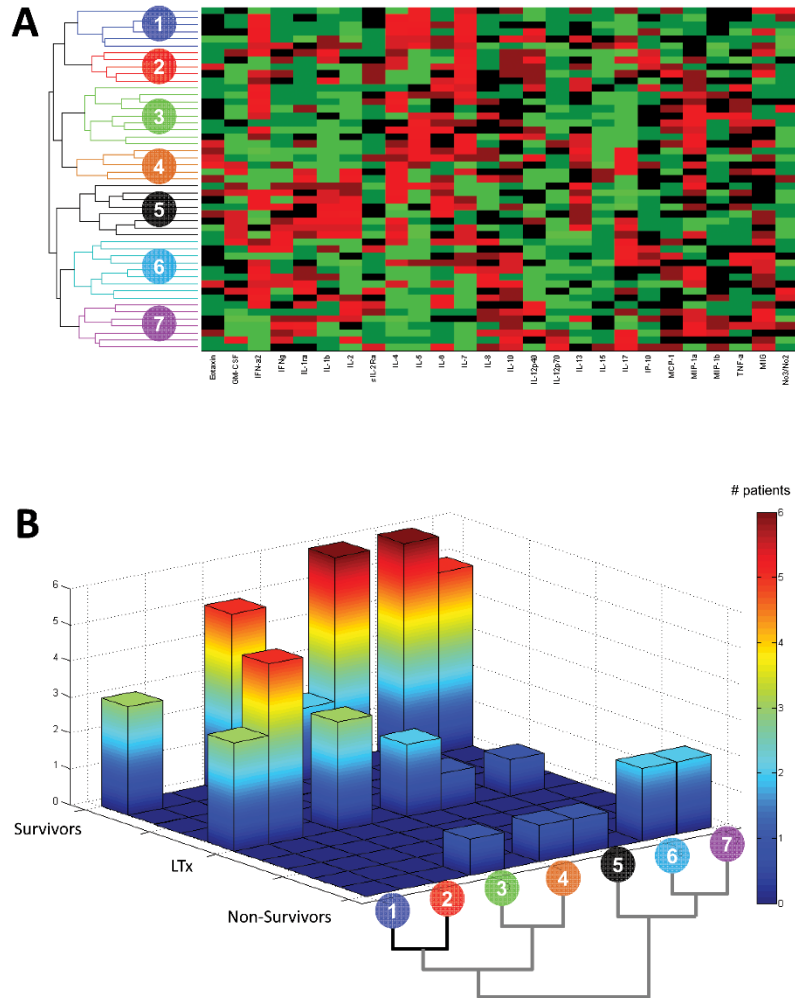 A
1
2
3
4
5
6
7
Eotaxin
GM-CSF
IFN-a2
IFNg
IL-1ra
IL-1b
IL-2
sIL-2Ra
IL-4
IL-5
IL-6
IL-7
IL-8
IL-10
IL-12p40
IL-12p70
IL-13
IL-15
IL-17
IP-10
MCP-1
MIP-1a
MIP-1b
TNF-a
MIG
No3/No2
B
# patients
6
5
4
3
2
1
0
6
5
4
3
2
1
0
Survivors
LTx
Non-Survivors
1
2
3
4
5
6
7